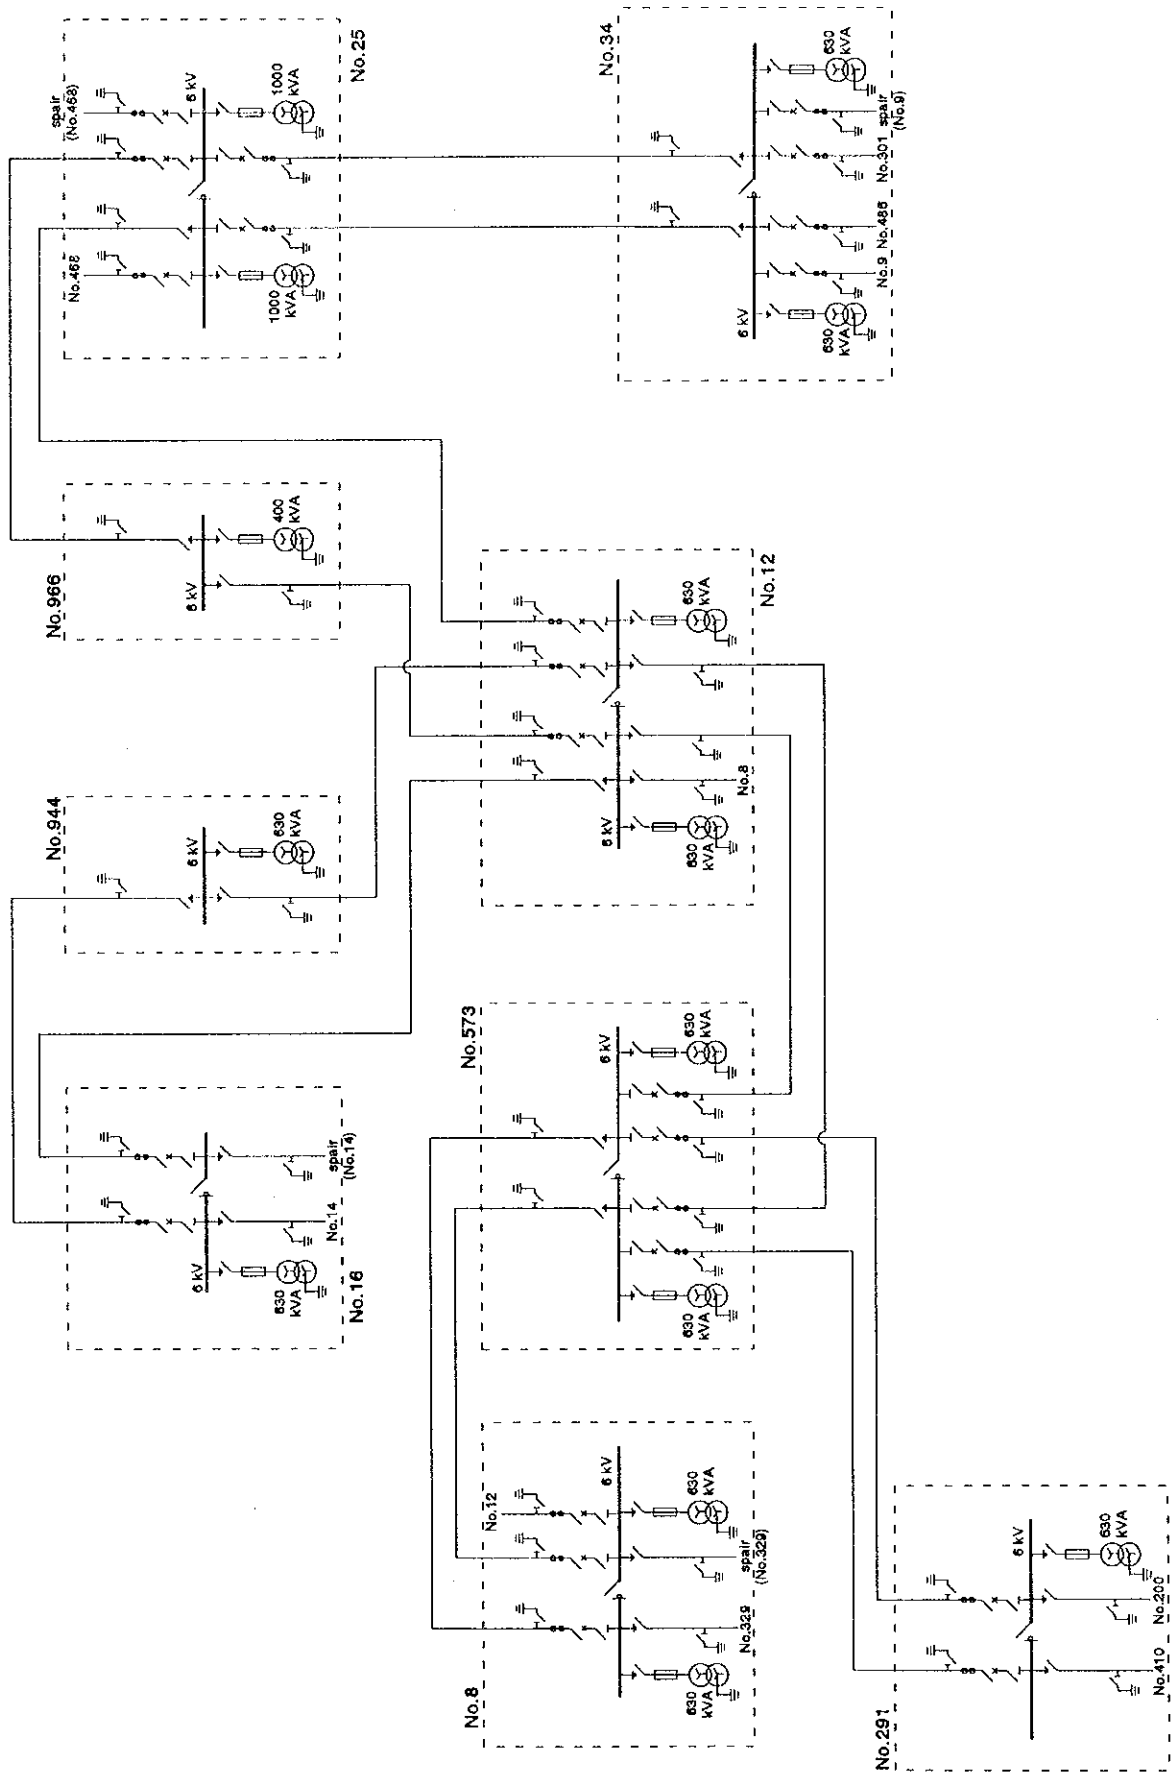 No.25
spair
(No.468)
6 kV
1000
kVA
No.468
1000
kVA
No.34
630
kVA
spair
(No.9)
No.301
No.486
No.9
6 kV
630
kVA
No.966
400
kVA
6 kV
No.12
630
kVA
No.8
6 kV
630
kVA
No.944
6 kV
630
kVA
No.573
6 kV
630
kVA
630
kVA
No.16
spair
(No.14)
No.14
6 kV
630
kVA
No.8
No.12
6 kV
630
kVA
spair
(No.329)
No.329
630
kVA
No.291
6 kV
630
kVA
No.200
No.410